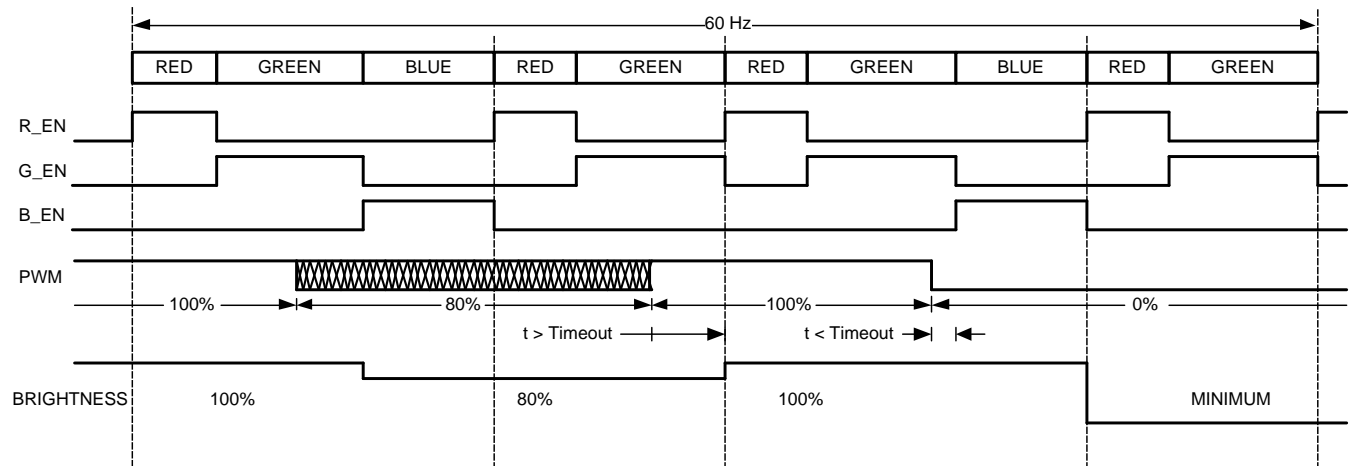 60 Hz
RED GREEN BLUE RED GREEN RED GREEN BLUE RED GREEN
R_EN
G_EN
B_EN
PWM
100% 80% 100% 0%
t > Timeout t < Timeout
BRIGHTNESS 100% 80% 100% MINIMUM